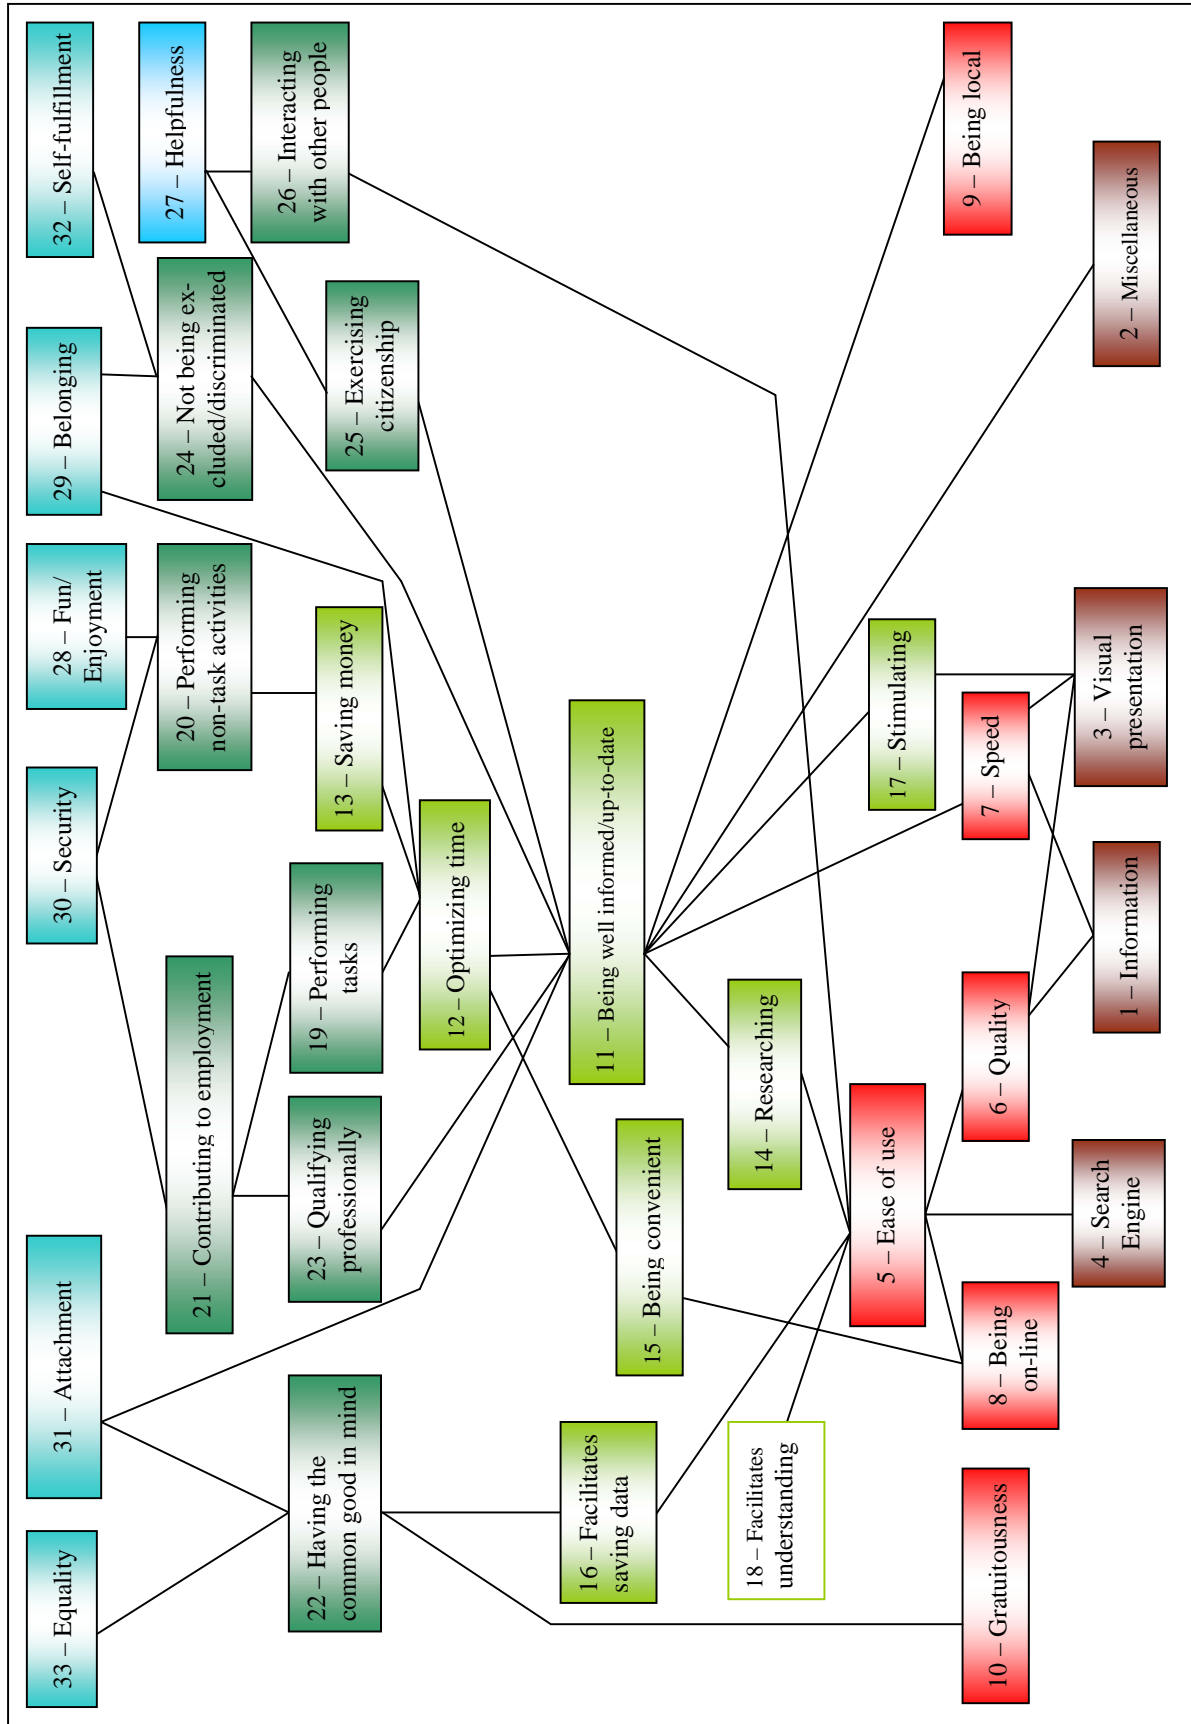 33 – Equality
31 – Attachment
30 – Security
28 – Fun/
Enjoyment
29 – Belonging
32 – Self-fulfillment
27 – Helpfulness
21 – Contributing to employment
20 – Performing
non-task activities
24 – Not being ex-
cluded/discriminated
26 – Interacting
with other people
22 – Having the
common good in mind
23 – Qualifying
professionally
19 – Performing
tasks
13 – Saving money
25 – Exercising
citizenship
12 – Optimizing time
16 – Facilitates
saving data
15 – Being convenient
11 – Being well informed/up-to-date
18 – Facilitates
understanding
14 – Researching
17 – Stimulating
5 – Ease of use
10 – Gratuitousness
8 – Being
on-line
6 – Quality
7 – Speed
9 – Being local
4 – Search
Engine
1 – Information
3 – Visual
presentation
2 – Miscellaneous